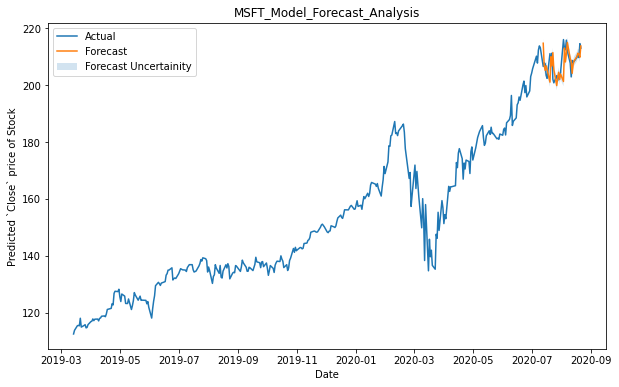 MSFT_Model_Forecast_Analysis
Actual
Forecast
Forecast Uncertainity
Predicted `Close` price of Stock
220
200
180
160
140
120
2019-03 2019-05 2019-07 2019-09 2019-11 2020-01 2020-03 2020-05 2020-07 2020-09
Date